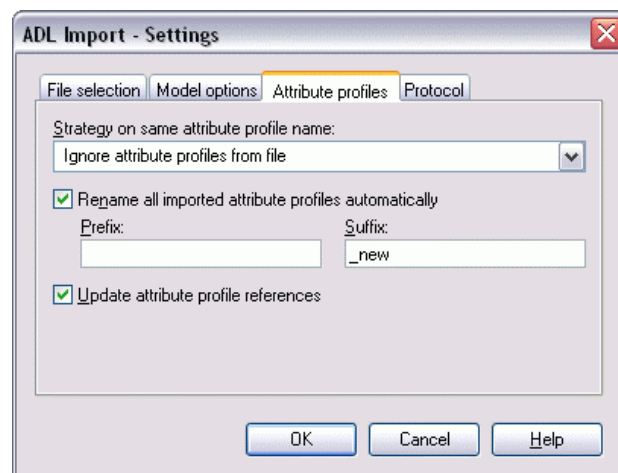 ADL Import - Settings
File selection Model options Attribute profiles Protocol
Strategy on same attribute profile name:
Ignore attribute profiles from file
Rename all imported attribute profiles automatically
Prefix: Suffix:
_new
Update attribute profile references
OK Cancel Help